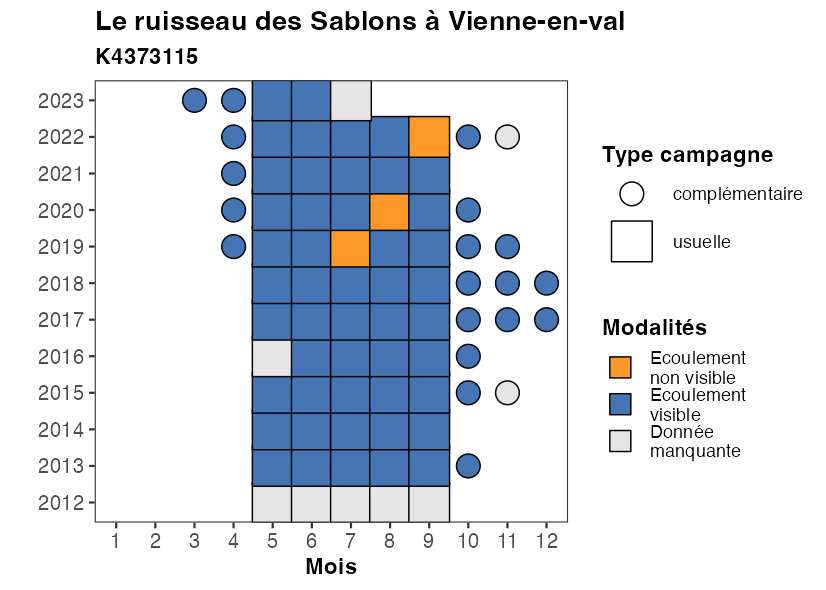 Le ruisseau des Sablons à Vienne-en-val
K4373115
2023
2022
2021
2020
2019
2018
2017
2016
2015
2014
2013
2012
1 2 3 4 5 6 7 8 9 10 11 12
Mois
Type campagne
complémentaire
usuelle
Modalités
Ecoulement
non visible
Ecoulement
visible
Donnée
manquante